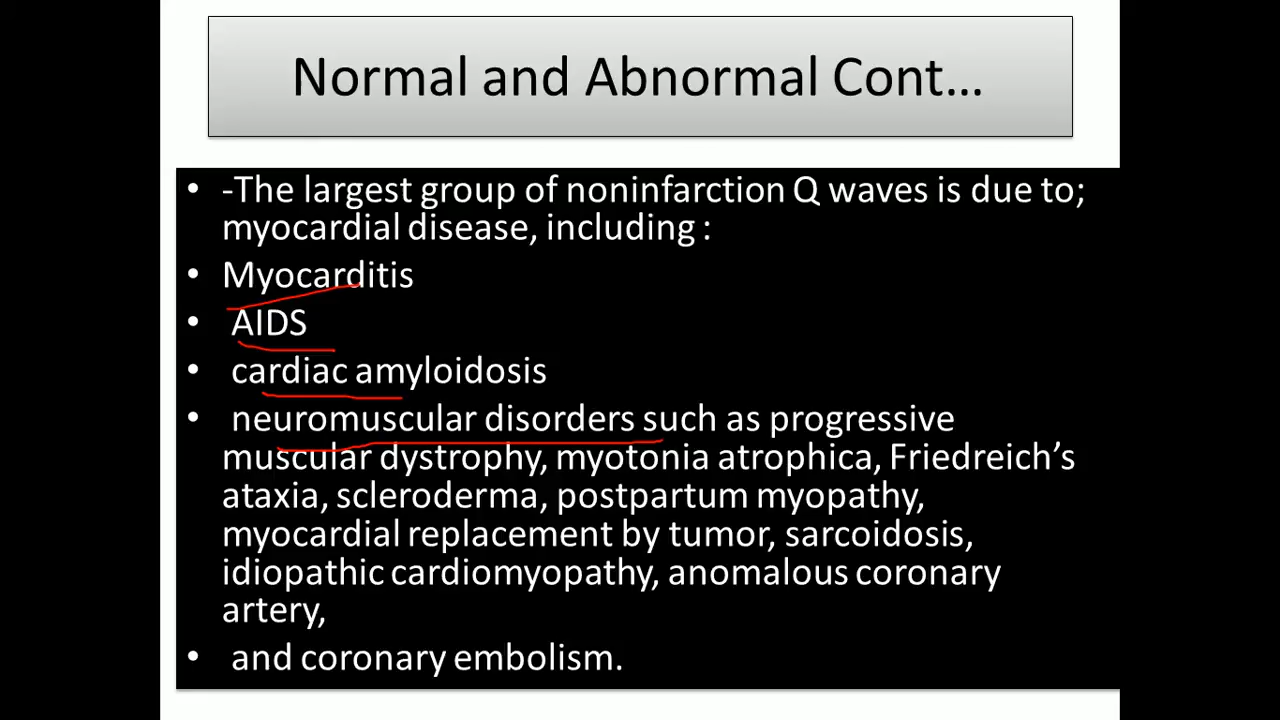 Normal and Abnormal Cont...
• -The largest group of noninfarction Q waves is due to;
myocardial disease, including :
• Myocarditis
• AIDS
• cardiac amyloidosis
• neuromuscular disorders such as progressive
muscular dystrophy, myotonia atrophica, Friedreich's
ataxia, scleroderma, postpartum myopathy,
myocardial replacement by tumor, sarcoidosis,
idiopathic cardiomyopathy, anomalous coronary
artery,
• and coronary embolism.